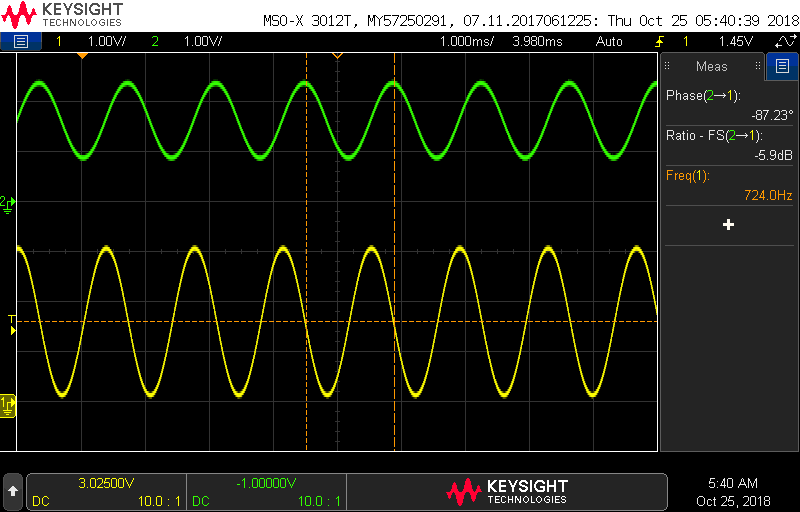 KEYSIGHT
TECHNOLOGIES
MSO-X 3012T, MY57250291, 07.11.2017061225: Thu Oct 25 05:40:39 2018
1 1.00V/ 2 1.00V/ 1.000ms/ 3.980ms Auto 1 1.45V
Meas
Phase(2→1):
-87.23°
Ratio - FS(2→1):
-5.9dB
Freq(1):
724.0Hz
+
2
T
1
3.02500V -1.00000V
DC 10.0 : 1 DC 10.0 : 1
KEYSIGHT
TECHNOLOGIES
5:40 AM
Oct 25, 2018